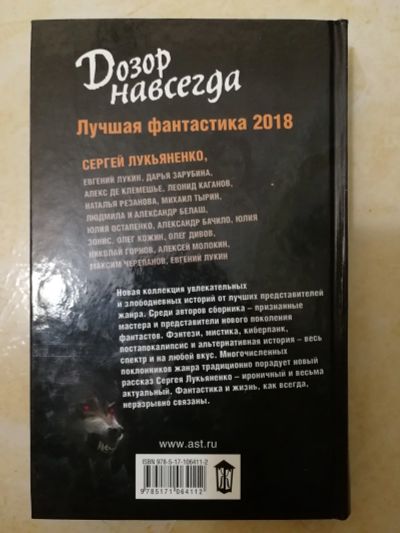 Дозор
навсегда
Лучшая фантастика 2018
СЕРГЕЙ ЛУКЬЯНЕНКО,
ЕВГЕНИЙ ЛУКИН, ДАРЬЯ ЗАРУБИНА,
АЛЕКС ДЕ КЛЕМЕШЬЕ, ЛЕОНИД КАГАНОВ,
НАТАЛЬЯ РЕЗАНОВА, МИХАИЛ ТЫРИН,
ЛЮДМИЛА И АЛЕКСАНДР БЕЛАШ,
ЮЛИЯ ОСТАПЕНКО, АЛЕКСАНДР БАЧИЛО, ЮЛИЯ
ЗОНИС, ОЛЕГ КОЖИН, ОЛЕГ ДИВОВ,
НИКОЛАЙ ГОРНОВ, АЛЕКСЕЙ МОЛОКИН,
МАКСИМ ЧЕРЕПАНОВ, ЕВГЕНИЙ ЛУКИН
Новая коллекция увлекательных
и злободневных историй от лучших представителей
жанра. Среди авторов сборника – признанные
мастера и представители нового поколения
фантастов. Фэнтези, мистика, киберпанк,
постапокалипсис и альтернативная история – весь
спектр и на любой вкус. Многочисленных
поклонников жанра традиционно порадует новый
рассказ Сергея Лукьяненко – ироничный и весьма
актуальный. Фантастика и жизнь, как всегда,
неразрывно связаны.
www.ast.ru
ISBN 978-5-17-106411-2
9 785171 064112